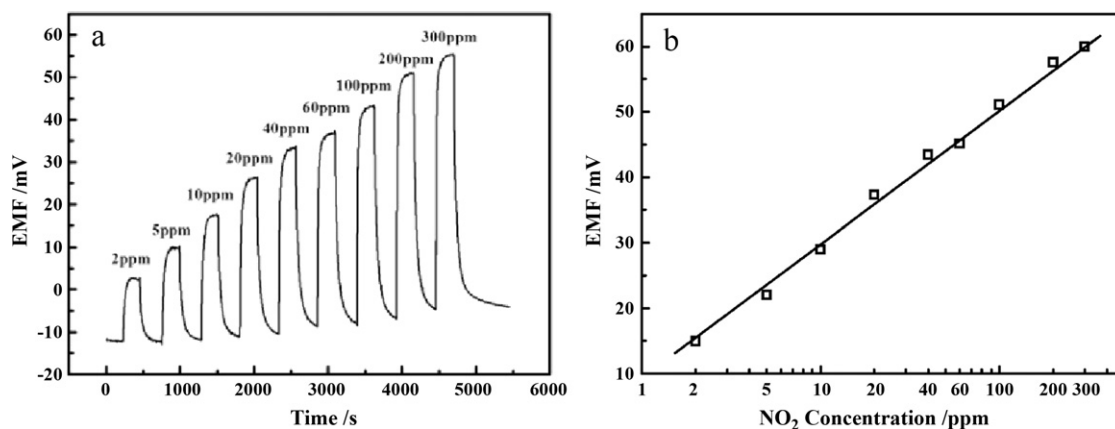 a
300ppm
200ppm
100ppm
60ppm
40ppm
20ppm
10ppm
5ppm
2ppm
60
50
40
30
20
10
0
-10
-20
EMF /mV
0 1000 2000 3000 4000 5000 6000
Time /s
b
60
50
40
30
20
10
EMF /mV
1 2 5 10 20 40 60 100 200 300
NO₂ Concentration /ppm